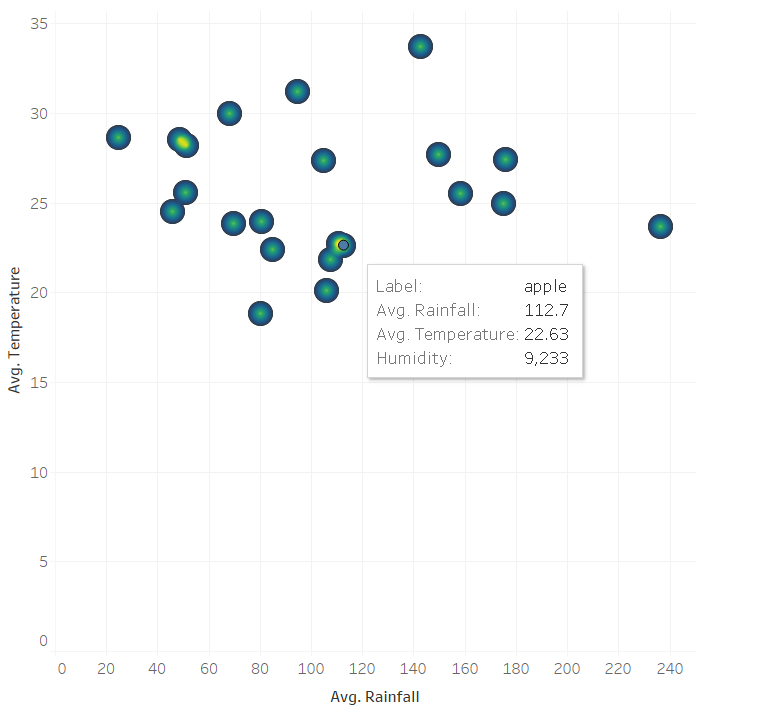 35
30
25
20
15
10
5
0
Avg. Temperature
Label: apple
Avg. Rainfall: 112.7
Avg. Temperature: 22.63
Humidity: 9,233
0 20 40 60 80 100 120 140 160 180 200 220 240
Avg. Rainfall